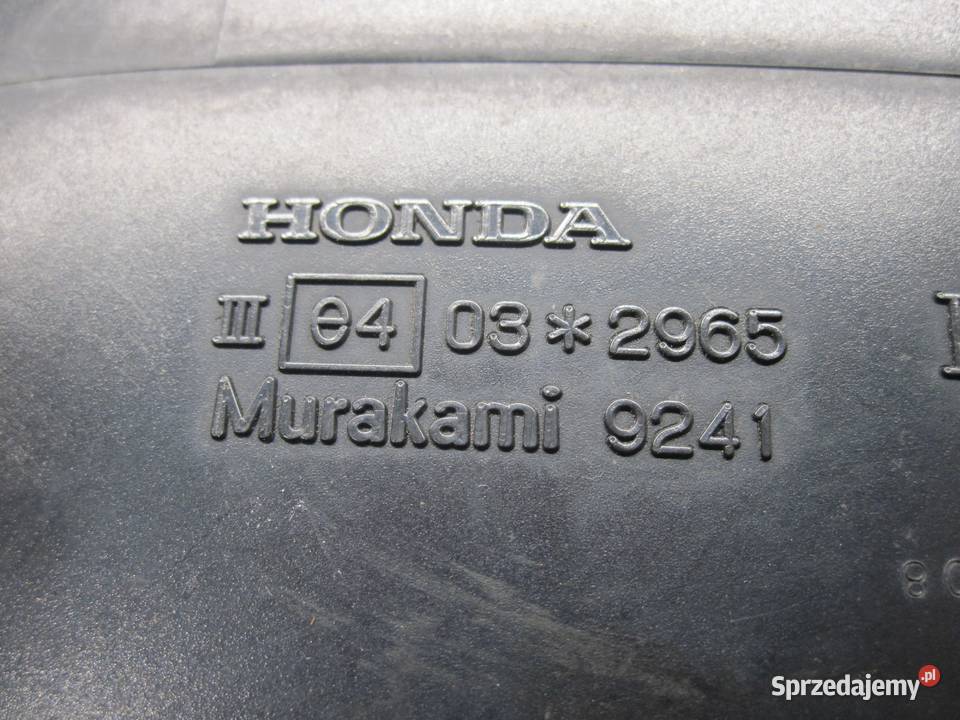 HONDA
III e4 03*2965
Murakami 9241
Sprzedajemy.pl